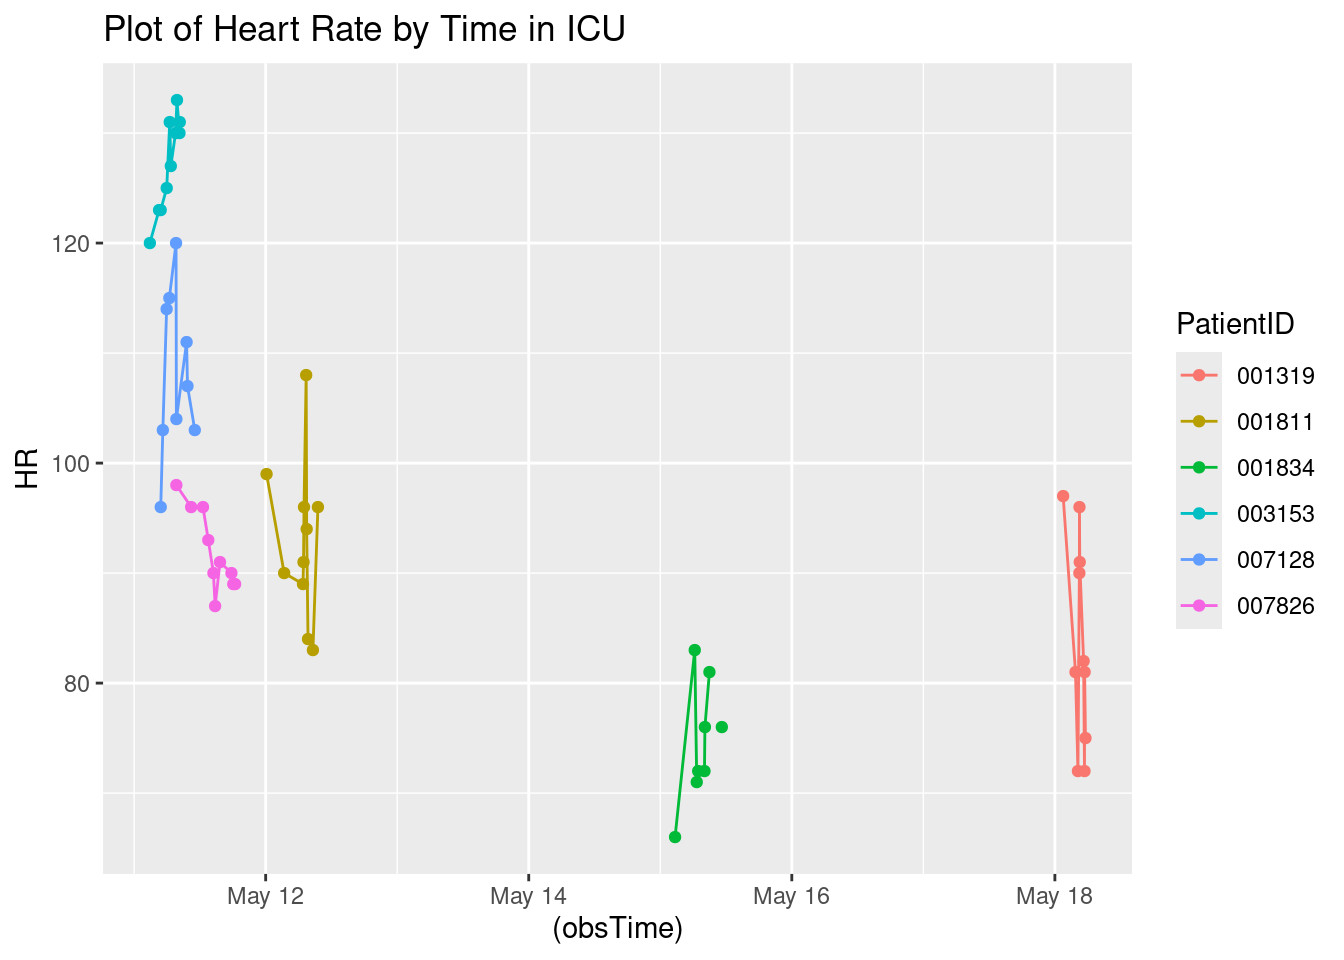 Plot of Heart Rate by Time in ICU
120
100
80
HR
May 12
May 14
May 16
May 18
(obsTime)
PatientID
001319
001811
001834
003153
007128
007826